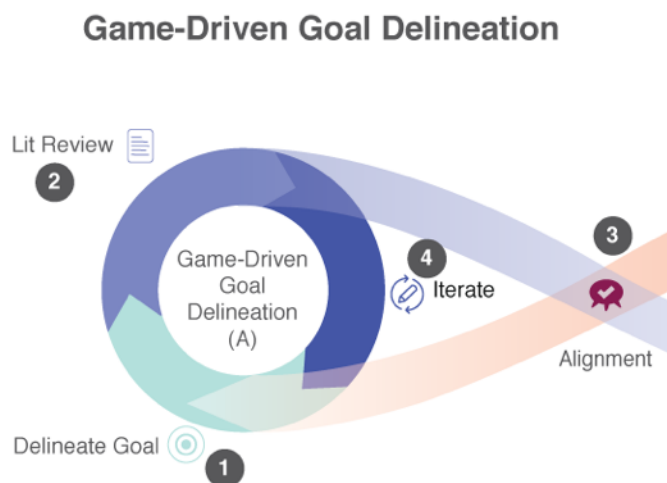 Game-Driven Goal Delineation
Lit Review
2
Game-Driven
Goal
Delineation
(A)
4
Iterate
3
Alignment
Delineate Goal
1